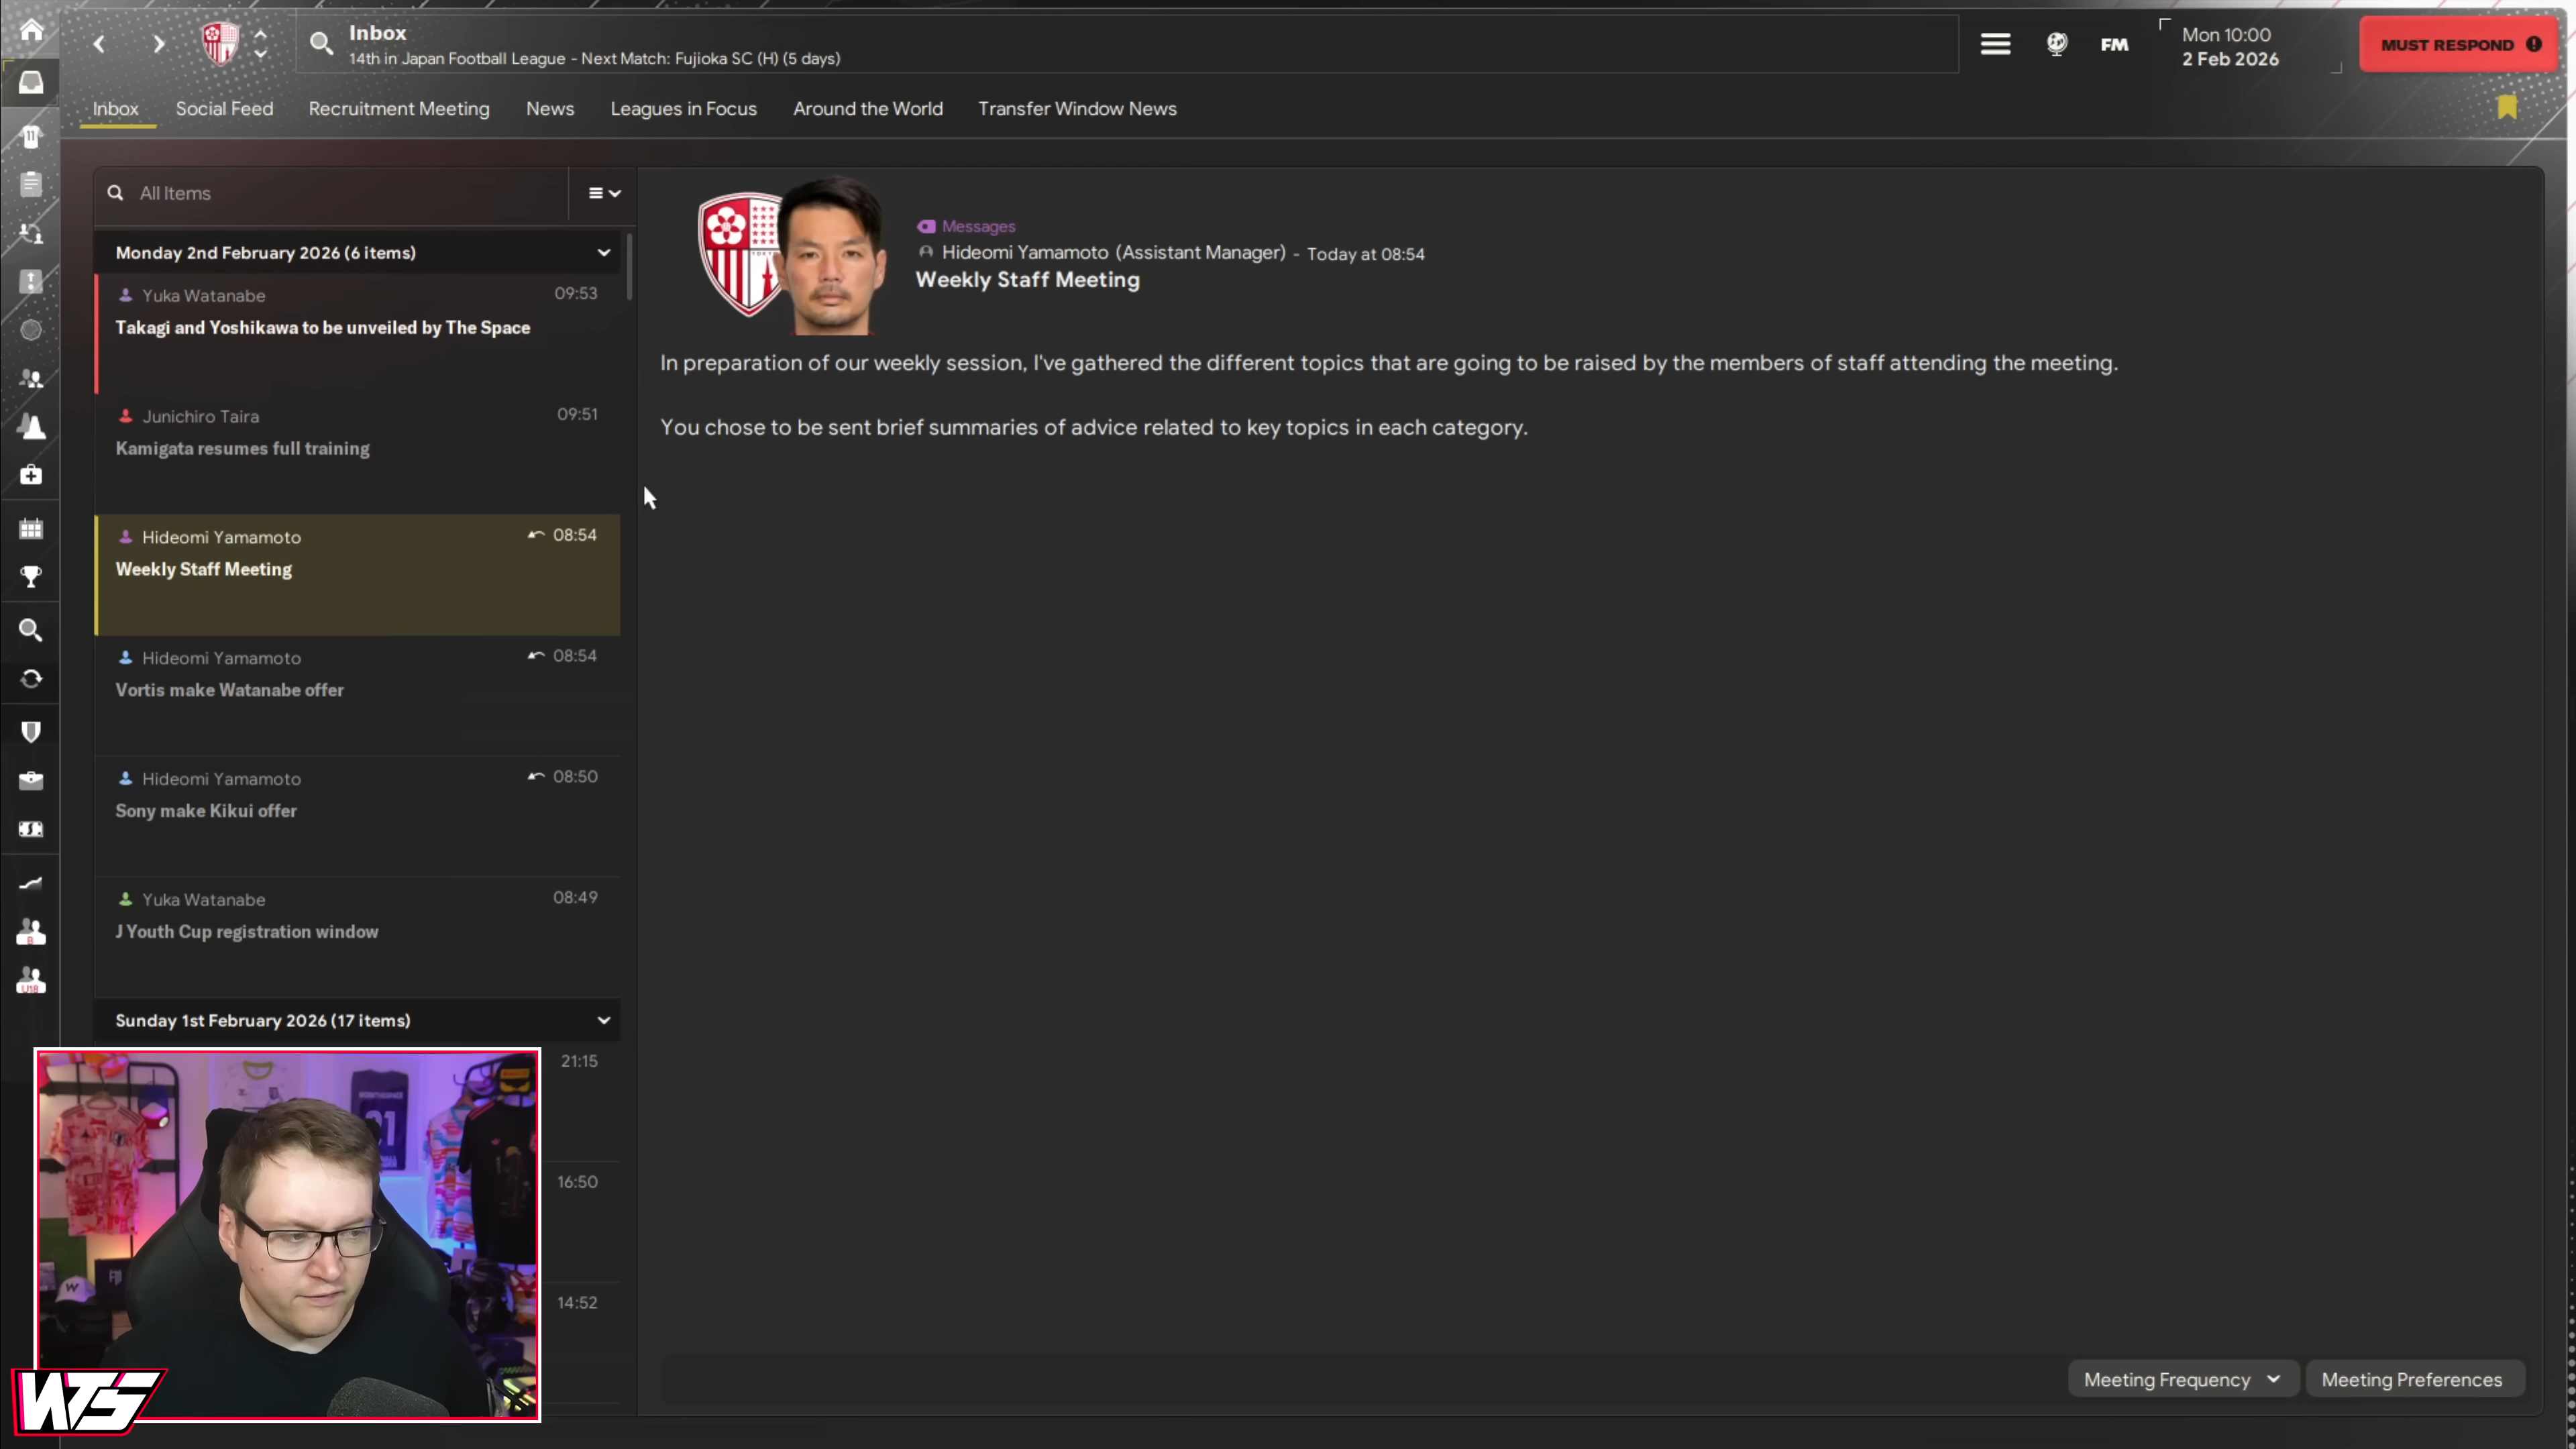 Inbox
14th in Japan Football League - Next Match: Fujioka SC (H) (5 days)
FM
Mon 10:00
2 Feb 2026
MUST RESPOND
Inbox
Social Feed
Recruitment Meeting
News
Leagues in Focus
Around the World
Transfer Window News
All Items
Monday 2nd February 2026 (6 items)
Yuka Watanabe
09:53
Takagi and Yoshikawa to be unveiled by The Space
Junichiro Taira
09:51
Kamigata resumes full training
Hideomi Yamamoto
08:54
Weekly Staff Meeting
Hideomi Yamamoto
08:54
Vortis make Watanabe offer
Hideomi Yamamoto
08:50
Sony make Kikui offer
Yuka Watanabe
08:49
J Youth Cup registration window
Sunday 1st February 2026 (17 items)
21:15
16:50
14:52
Messages
Hideomi Yamamoto (Assistant Manager) - Today at 08:54
Weekly Staff Meeting
In preparation of our weekly session, I've gathered the different topics that are going to be raised by the members of staff attending the meeting.
You chose to be sent brief summaries of advice related to key topics in each category.
Meeting Frequency
Meeting Preferences
11
B
U18
21
W
WTS